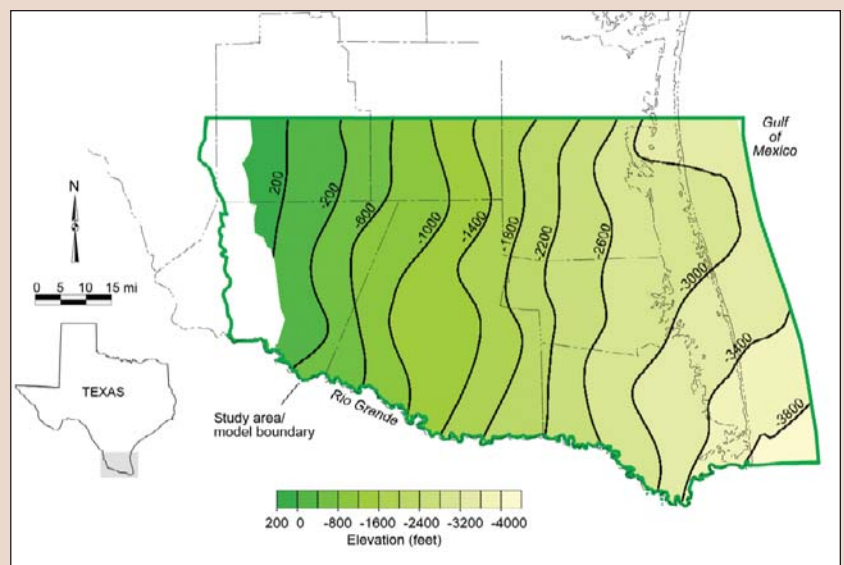 Gulf
of
Mexico
N
200
-200
-600
-1000
-1400
-1800
-2200
-2600
-3000
-3400
-3800
0 5 10 15 mi
TEXAS
Study area/
model boundary
Rio Grande
200 0 -800 -1600 -2400 -3200 -4000
Elevation (feet)